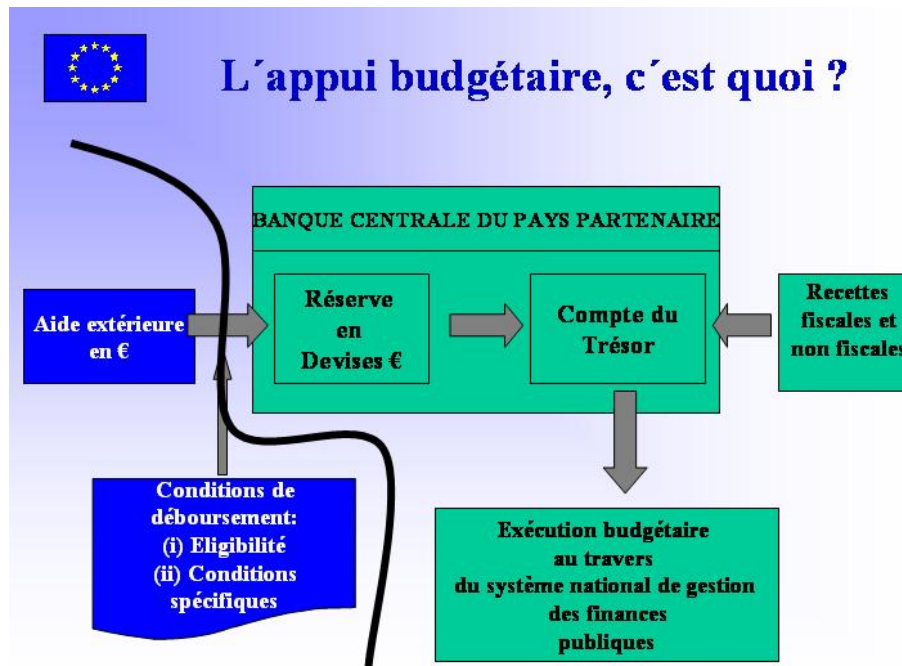 L´appui budgétaire, c´est quoi ?
BANQUE CENTRALE DU PAYS PARTENAIRE
Aide extérieure
en €
Réserve
en
Devises €
Compte du
Trésor
Recettes
fiscales et
non fiscales
Conditions de
déboursement:
(i) Eligibilité
(ii) Conditions
spécifiques
Exécution budgétaire
au travers
du système national de gestion
des finances
publiques